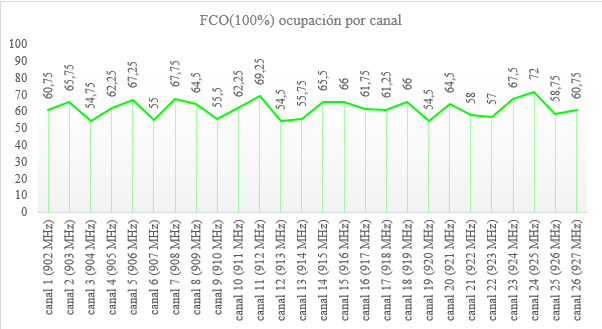 FCO(100%) ocupación por canal
100
90
80
70
60
50
40
30
20
10
0
60,75
65,75
54,75
62,25
67,25
55
67,75
64,5
55,5
62,25
69,25
54,5
55,75
65,5
66
61,75
61,25
66
54,5
64,5
58
57
67,5
72
58,75
60,75
canal 1 (902 MHz)
canal 2 (903 MHz)
canal 3 (904 MHz)
canal 4 (905 MHz)
canal 5 (906 MHz)
canal 6 (907 MHz)
canal 7 (908 MHz)
canal 8 (909 MHz)
canal 9 (910 MHz)
canal 10 (911 MHz)
canal 11 (912 MHz)
canal 12 (913 MHz)
canal 13 (914 MHz)
canal 14 (915 MHz)
canal 15 (916 MHz)
canal 16 (917 MHz)
canal 17 (918 MHz)
canal 18 (919 MHz)
canal 19 (920 MHz)
canal 20 (921 MHz)
canal 21 (922 MHz)
canal 22 (923 MHz)
canal 23 (924 MHz)
canal 24 (925 MHz)
canal 25 (926 MHz)
canal 26 (927 MHz)